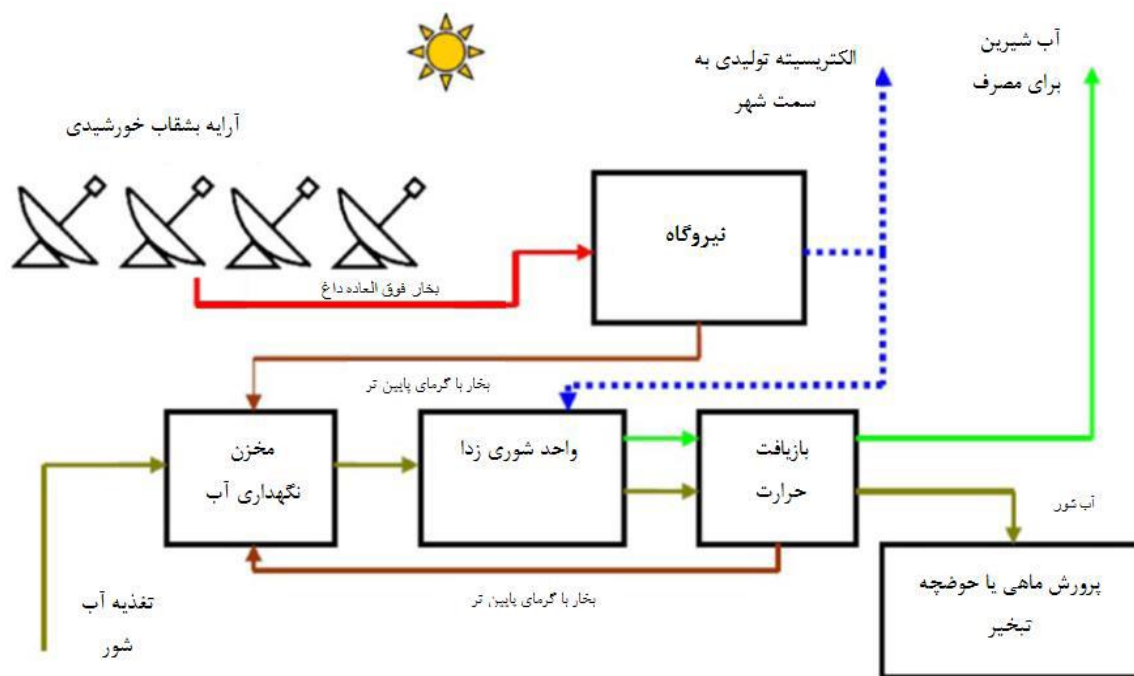 الکتریسیته تولیدی به
سمت شهر
آب شیرین
برای مصرف
آرایه بشقاب خورشیدی
نیروگاه
بخار فوق العاده داغ
بخار با گرمای پایین تر
مخزن
نگهداری آب
واحد شوری زدا
بازیافت
حرارت
آب شور
تغذیه آب
شور
بخار با گرمای پایین تر
پرورش ماهی یا حوضچه
تبخیر